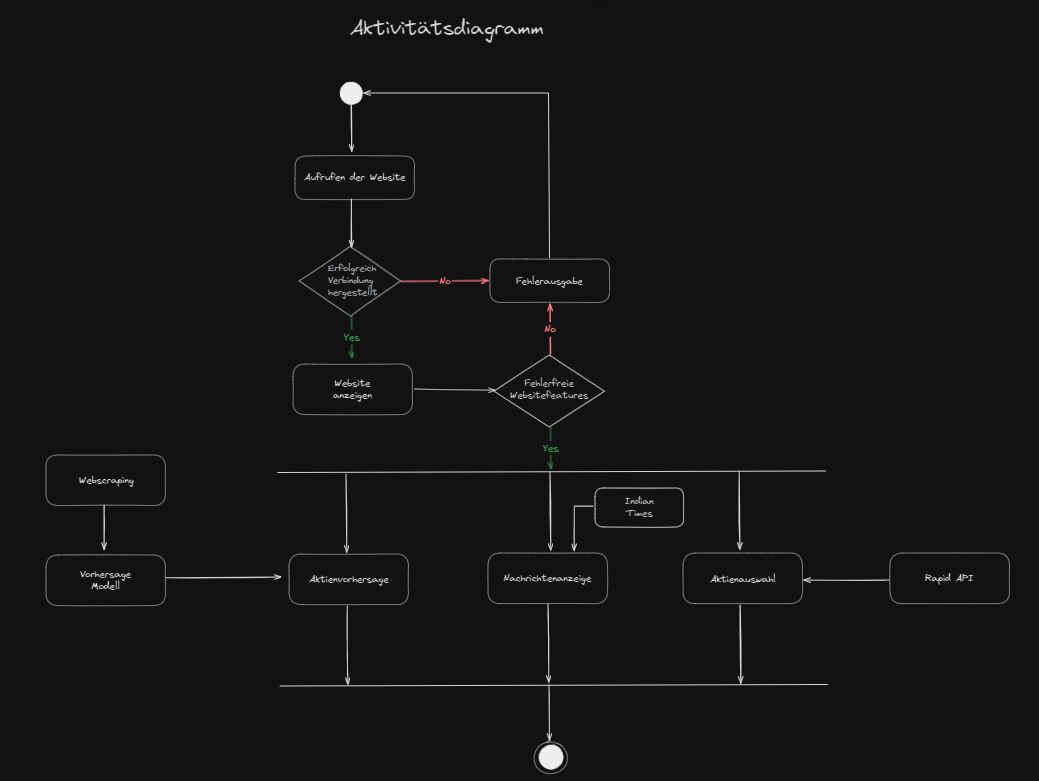 Aktivitätsdiagramm
Aufrufen der Website
Erfolgreich
Verbindung
hergestellt
No
Fehlerausgabe
Yes
No
Website
anzeigen
Fehlerfreie
Websitefeatures
Yes
Webscraping
Indian
Times
Vorhersage
Modell
Aktienvorhersage
Nachrichtenanzeige
Aktienauswahl
Rapid API